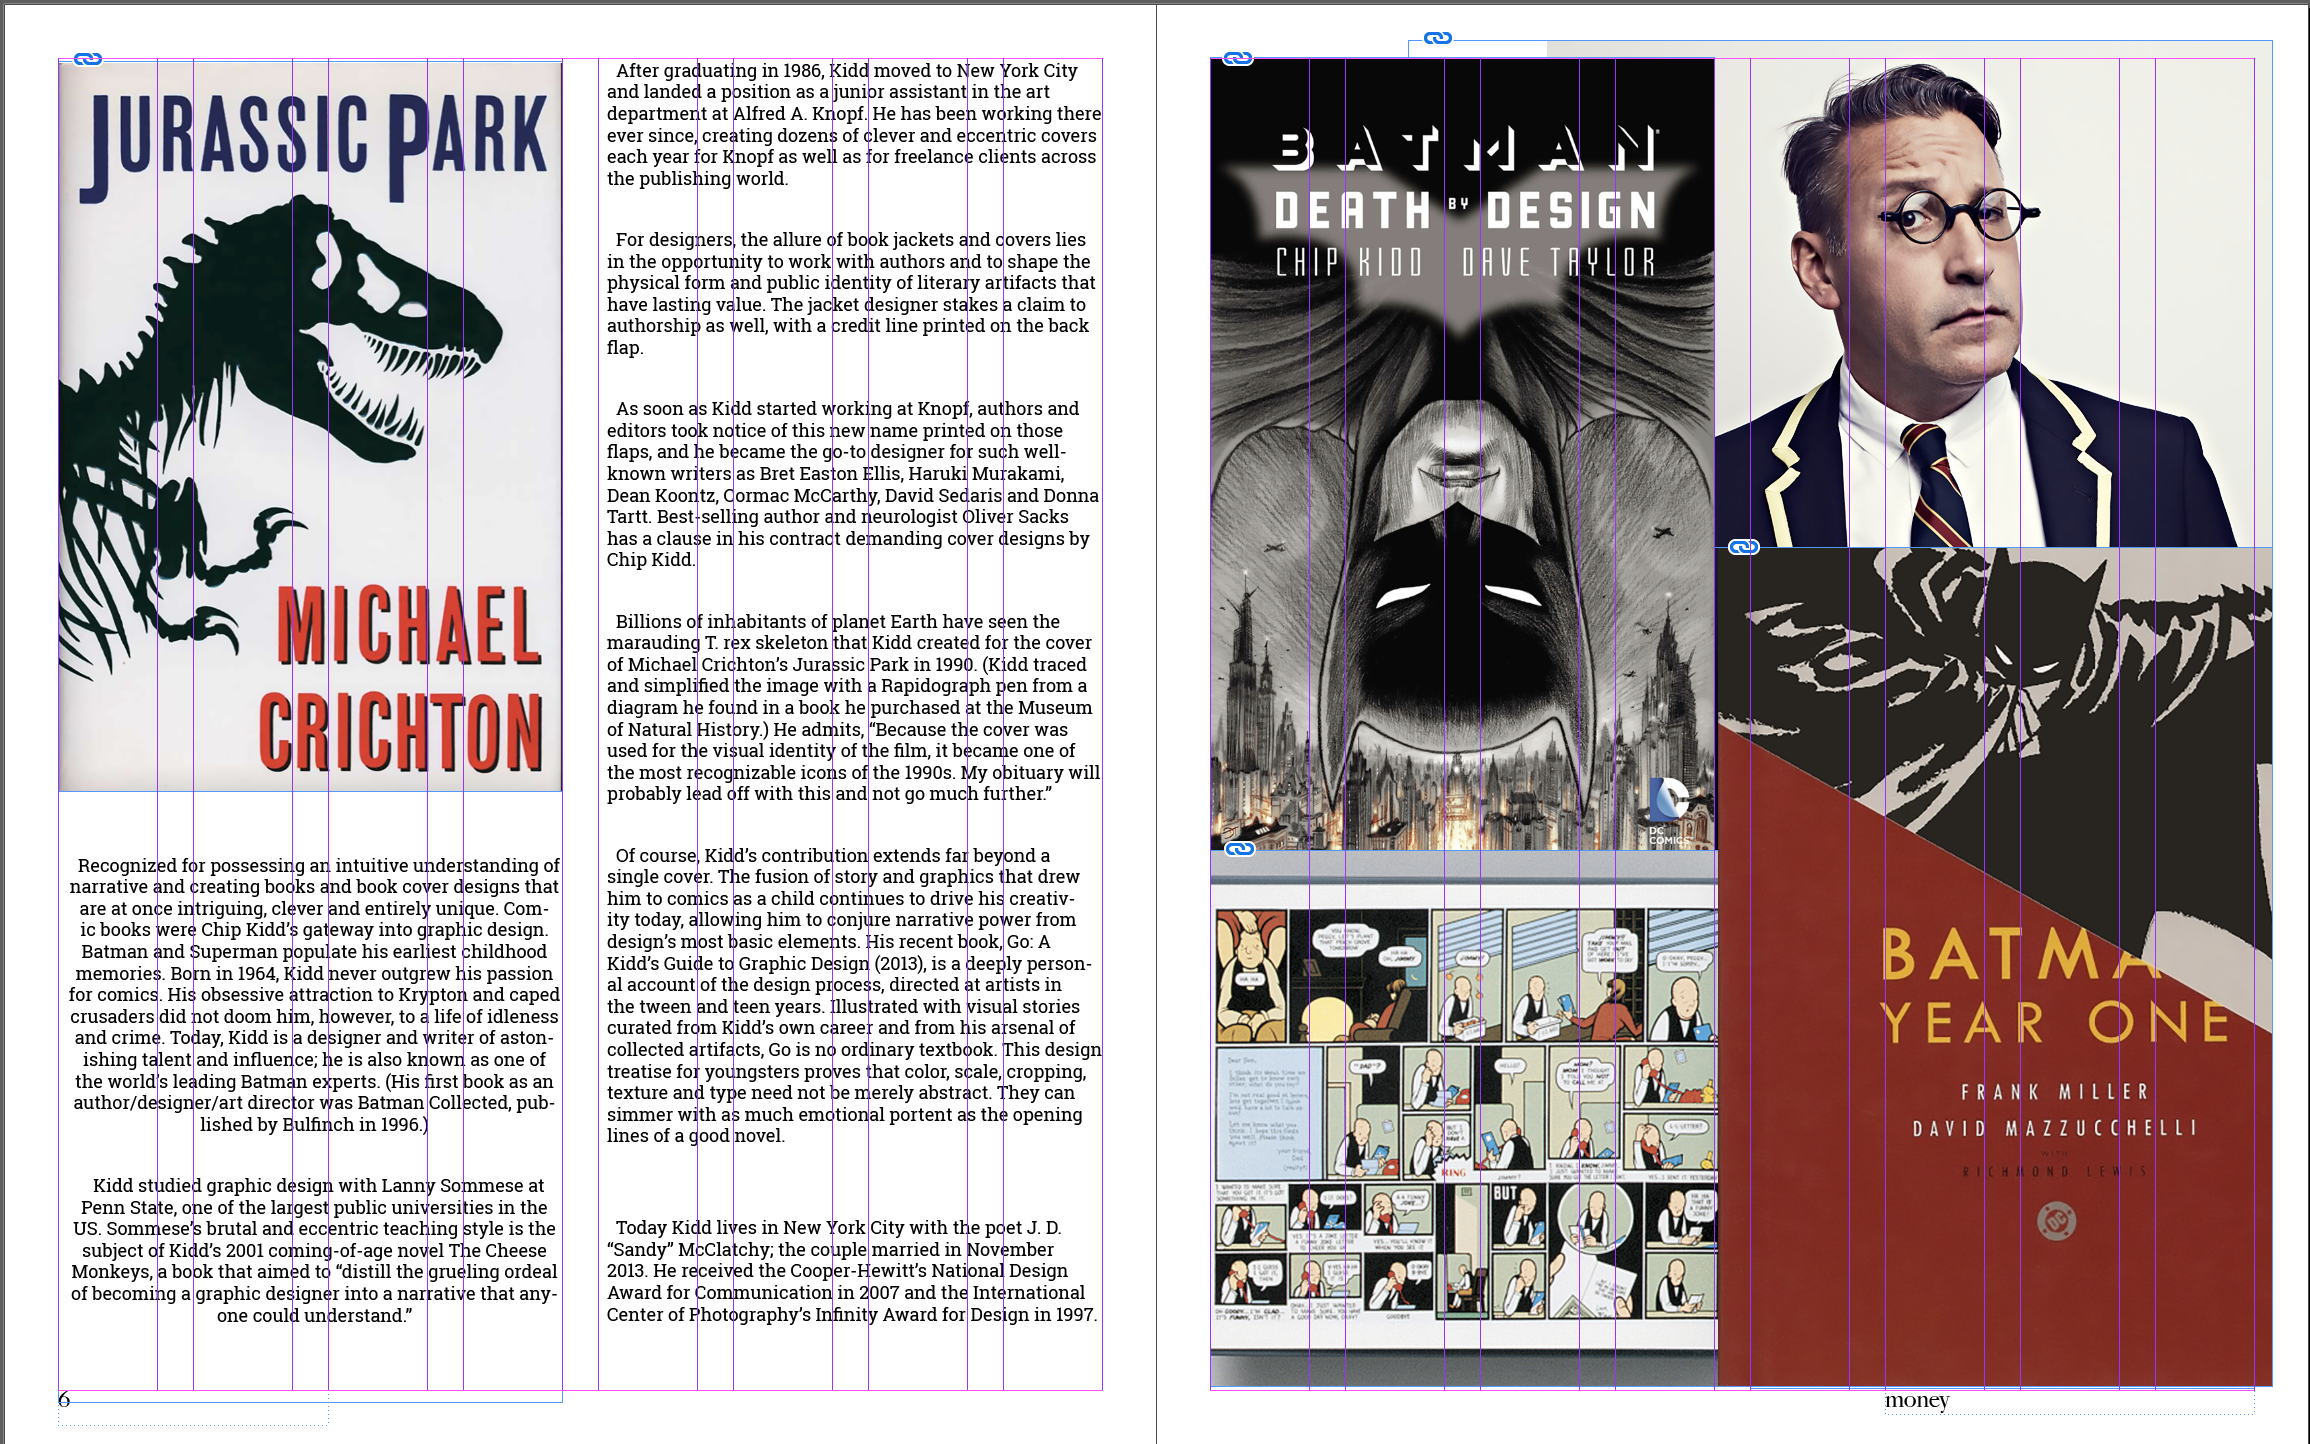 JURASSIC PARK
MICHAEL
CRICHTON
Recognized for possessing an intuitive understanding of
narrative and creating books and book cover designs that
are at once intriguing, clever and entirely unique. Com-
ic books were Chip Kidd’s gateway into graphic design.
Batman and Superman populate his earliest childhood
memories. Born in 1964, Kidd never outgrew his passion
for comics. His obsessive attraction to Krypton and caped
crusaders did not doom him, however, to a life of idleness
and crime. Today, Kidd is a designer and writer of aston-
ishing talent and influence; he is also known as one of
the world’s leading Batman experts. (His first book as an
author/designer/art director was Batman Collected, pub-
lished by Bulfinch in 1996.)
Kidd studied graphic design with Lanny Sommese at
Penn State, one of the largest public universities in the
US. Sommese’s brutal and eccentric teaching style is the
subject of Kidd’s 2001 coming-of-age novel The Cheese
Monkeys, a book that aimed to “distill the grueling ordeal
of becoming a graphic designer into a narrative that any-
one could understand.”
6
After graduating in 1986, Kidd moved to New York City
and landed a position as a junior assistant in the art
department at Alfred A. Knopf. He has been working there
ever since, creating dozens of clever and eccentric covers
each year for Knopf as well as for freelance clients across
the publishing world.
For designers, the allure of book jackets and covers lies
in the opportunity to work with authors and to shape the
physical form and public identity of literary artifacts that
have lasting value. The jacket designer stakes a claim to
authorship as well, with a credit line printed on the back
flap.
As soon as Kidd started working at Knopf, authors and
editors took notice of this new name printed on those
flaps, and he became the go-to designer for such well-
known writers as Bret Easton Ellis, Haruki Murakami,
Dean Koontz, Cormac McCarthy, David Sedaris and Donna
Tartt. Best-selling author and neurologist Oliver Sacks
has a clause in his contract demanding cover designs by
Chip Kidd.
Billions of inhabitants of planet Earth have seen the
marauding T. rex skeleton that Kidd created for the cover
of Michael Crichton’s Jurassic Park in 1990. (Kidd traced
and simplified the image with a Rapidograph pen from a
diagram he found in a book he purchased at the Museum
of Natural History.) He admits, “Because the cover was
used for the visual identity of the film, it became one of
the most recognizable icons of the 1990s. My obituary will
probably lead off with this and not go much further.”
Of course, Kidd’s contribution extends far beyond a
single cover. The fusion of story and graphics that drew
him to comics as a child continues to drive his creativ-
ity today, allowing him to conjure narrative power from
design’s most basic elements. His recent book, Go: A
Kidd’s Guide to Graphic Design (2013), is a deeply person-
al account of the design process, directed at artists in
the tween and teen years. Illustrated with visual stories
curated from Kidd’s own career and from his arsenal of
collected artifacts, Go is no ordinary textbook. This design
treatise for youngsters proves that color, scale, cropping,
texture and type need not be merely abstract. They can
simmer with as much emotional portent as the opening
lines of a good novel.
Today Kidd lives in New York City with the poet J. D.
“Sandy” McClatchy; the couple married in November
2013. He received the Cooper-Hewitt’s National Design
Award for Communication in 2007 and the International
Center of Photography’s Infinity Award for Design in 1997.
BATMAN
DEATH BY DESIGN
CHIP KIDD DAVE TAYLOR
DC
COMICS
RING
BUT
BATMA
YEAR ONE
FRANK MILLER
DAVID MAZZUCCHELLI
WITH
RICHMOND LEWIS
DC
money